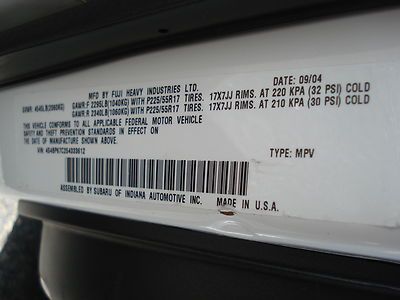 MFD BY FUJI HEAVY INDUSTRIES LTD. DATE: 09/04
GVWR: 4545LB(2060KG) GAWR:F 2295LB(1040KG) WITH P225/55R17 TIRES. 17X7JJ RIMS. AT 220 KPA (32 PSI) COLD
GAWR:R 2340LB(1060KG) WITH P225/55R17 TIRES. 17X7JJ RIMS. AT 210 KPA (30 PSI) COLD
THIS VEHICLE CONFORMS TO ALL APPLICABLE FEDERAL MOTOR VEHICLE
SAFETY AND STANDARDS IN EFFECT ON THE DATE OF MANUFACTURE SHOWN ABOVE.
TYPE: MPV
ASSEMBLED BY SUBARU OF INDIANA AUTOMOTIVE INC. MADE IN U.S.A.